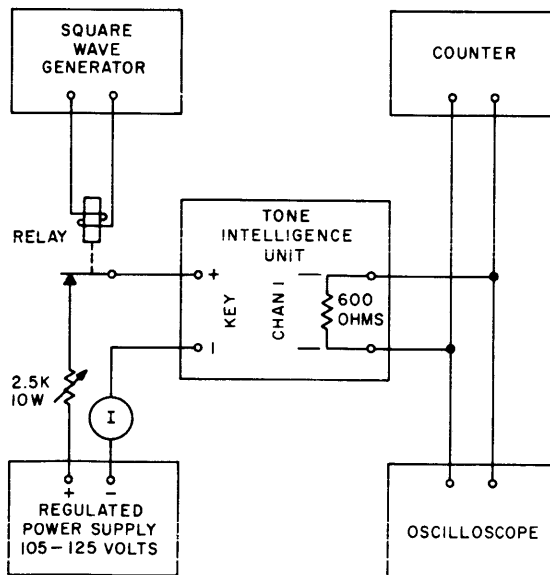 SQUARE
WAVE
GENERATOR
COUNTER
RELAY
TONE
INTELLIGENCE
UNIT
+
KEY
CHAN 1
600
OHMS
-
2.5K
10W
I
+
-
REGULATED
POWER SUPPLY
105-125 VOLTS
OSCILLOSCOPE